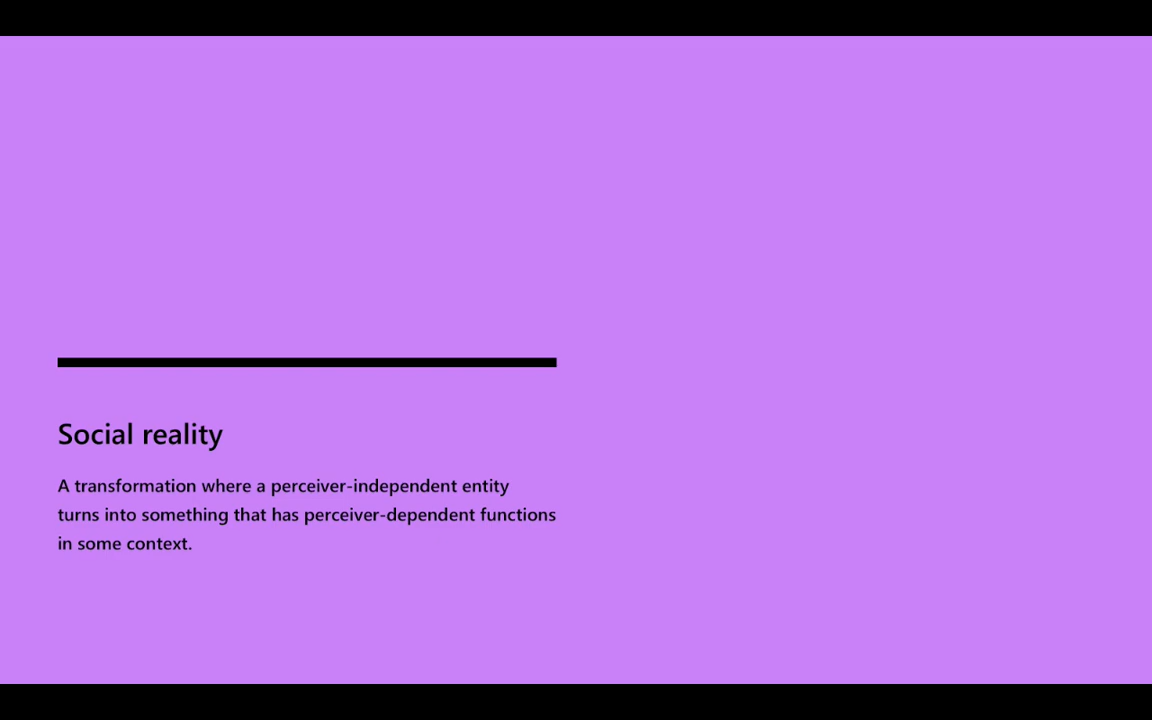 Social reality
A transformation where a perceiver-independent entity
turns into something that has perceiver-dependent functions
in some context.